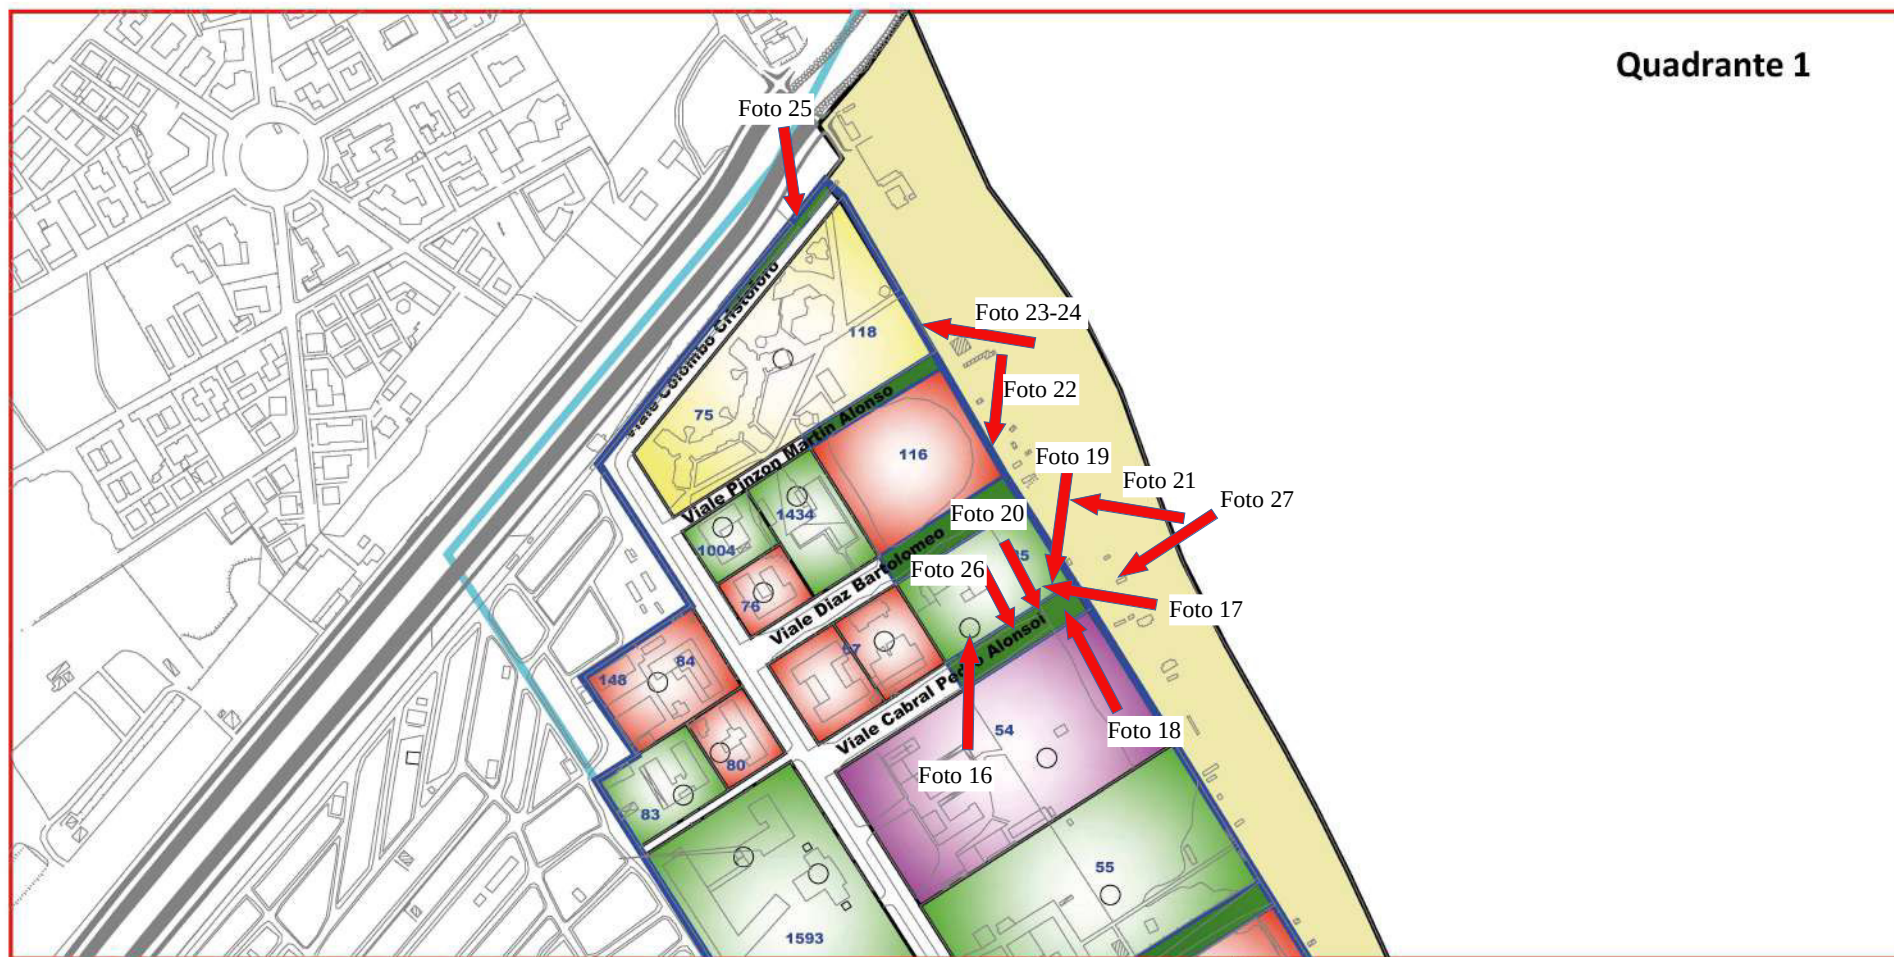 Quadrante 1
Foto 25
Viale Colombo Cristoforo
Foto 23-24
118
Foto 22
75
Viale Pinzon Martin Alonso
116
Foto 19
Foto 21
Foto 27
1434
Foto 20
1004
Viale Diaz Bartolomeo
Foto 26
76
Foto 17
Viale Cabral Pedro Alonsoi
84
148
54
Foto 18
80
Foto 16
83
55
1593